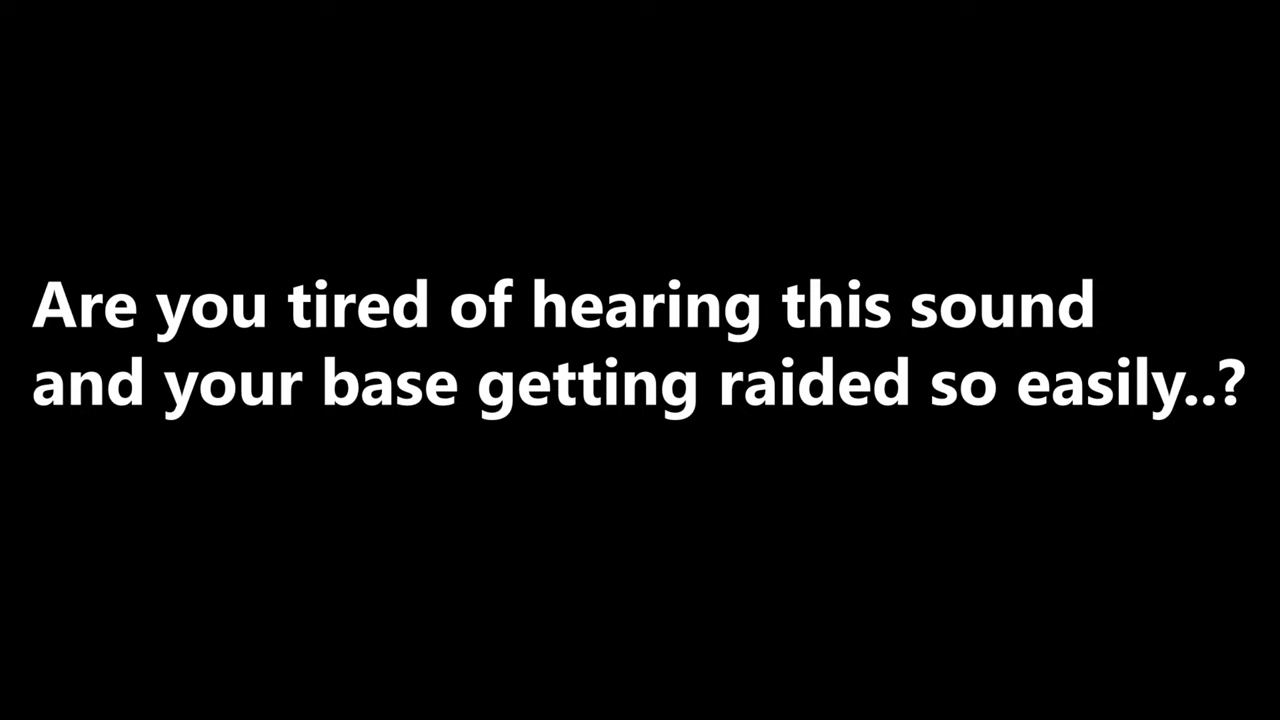 Are you tired of hearing this sound
and your base getting raided so easily..?